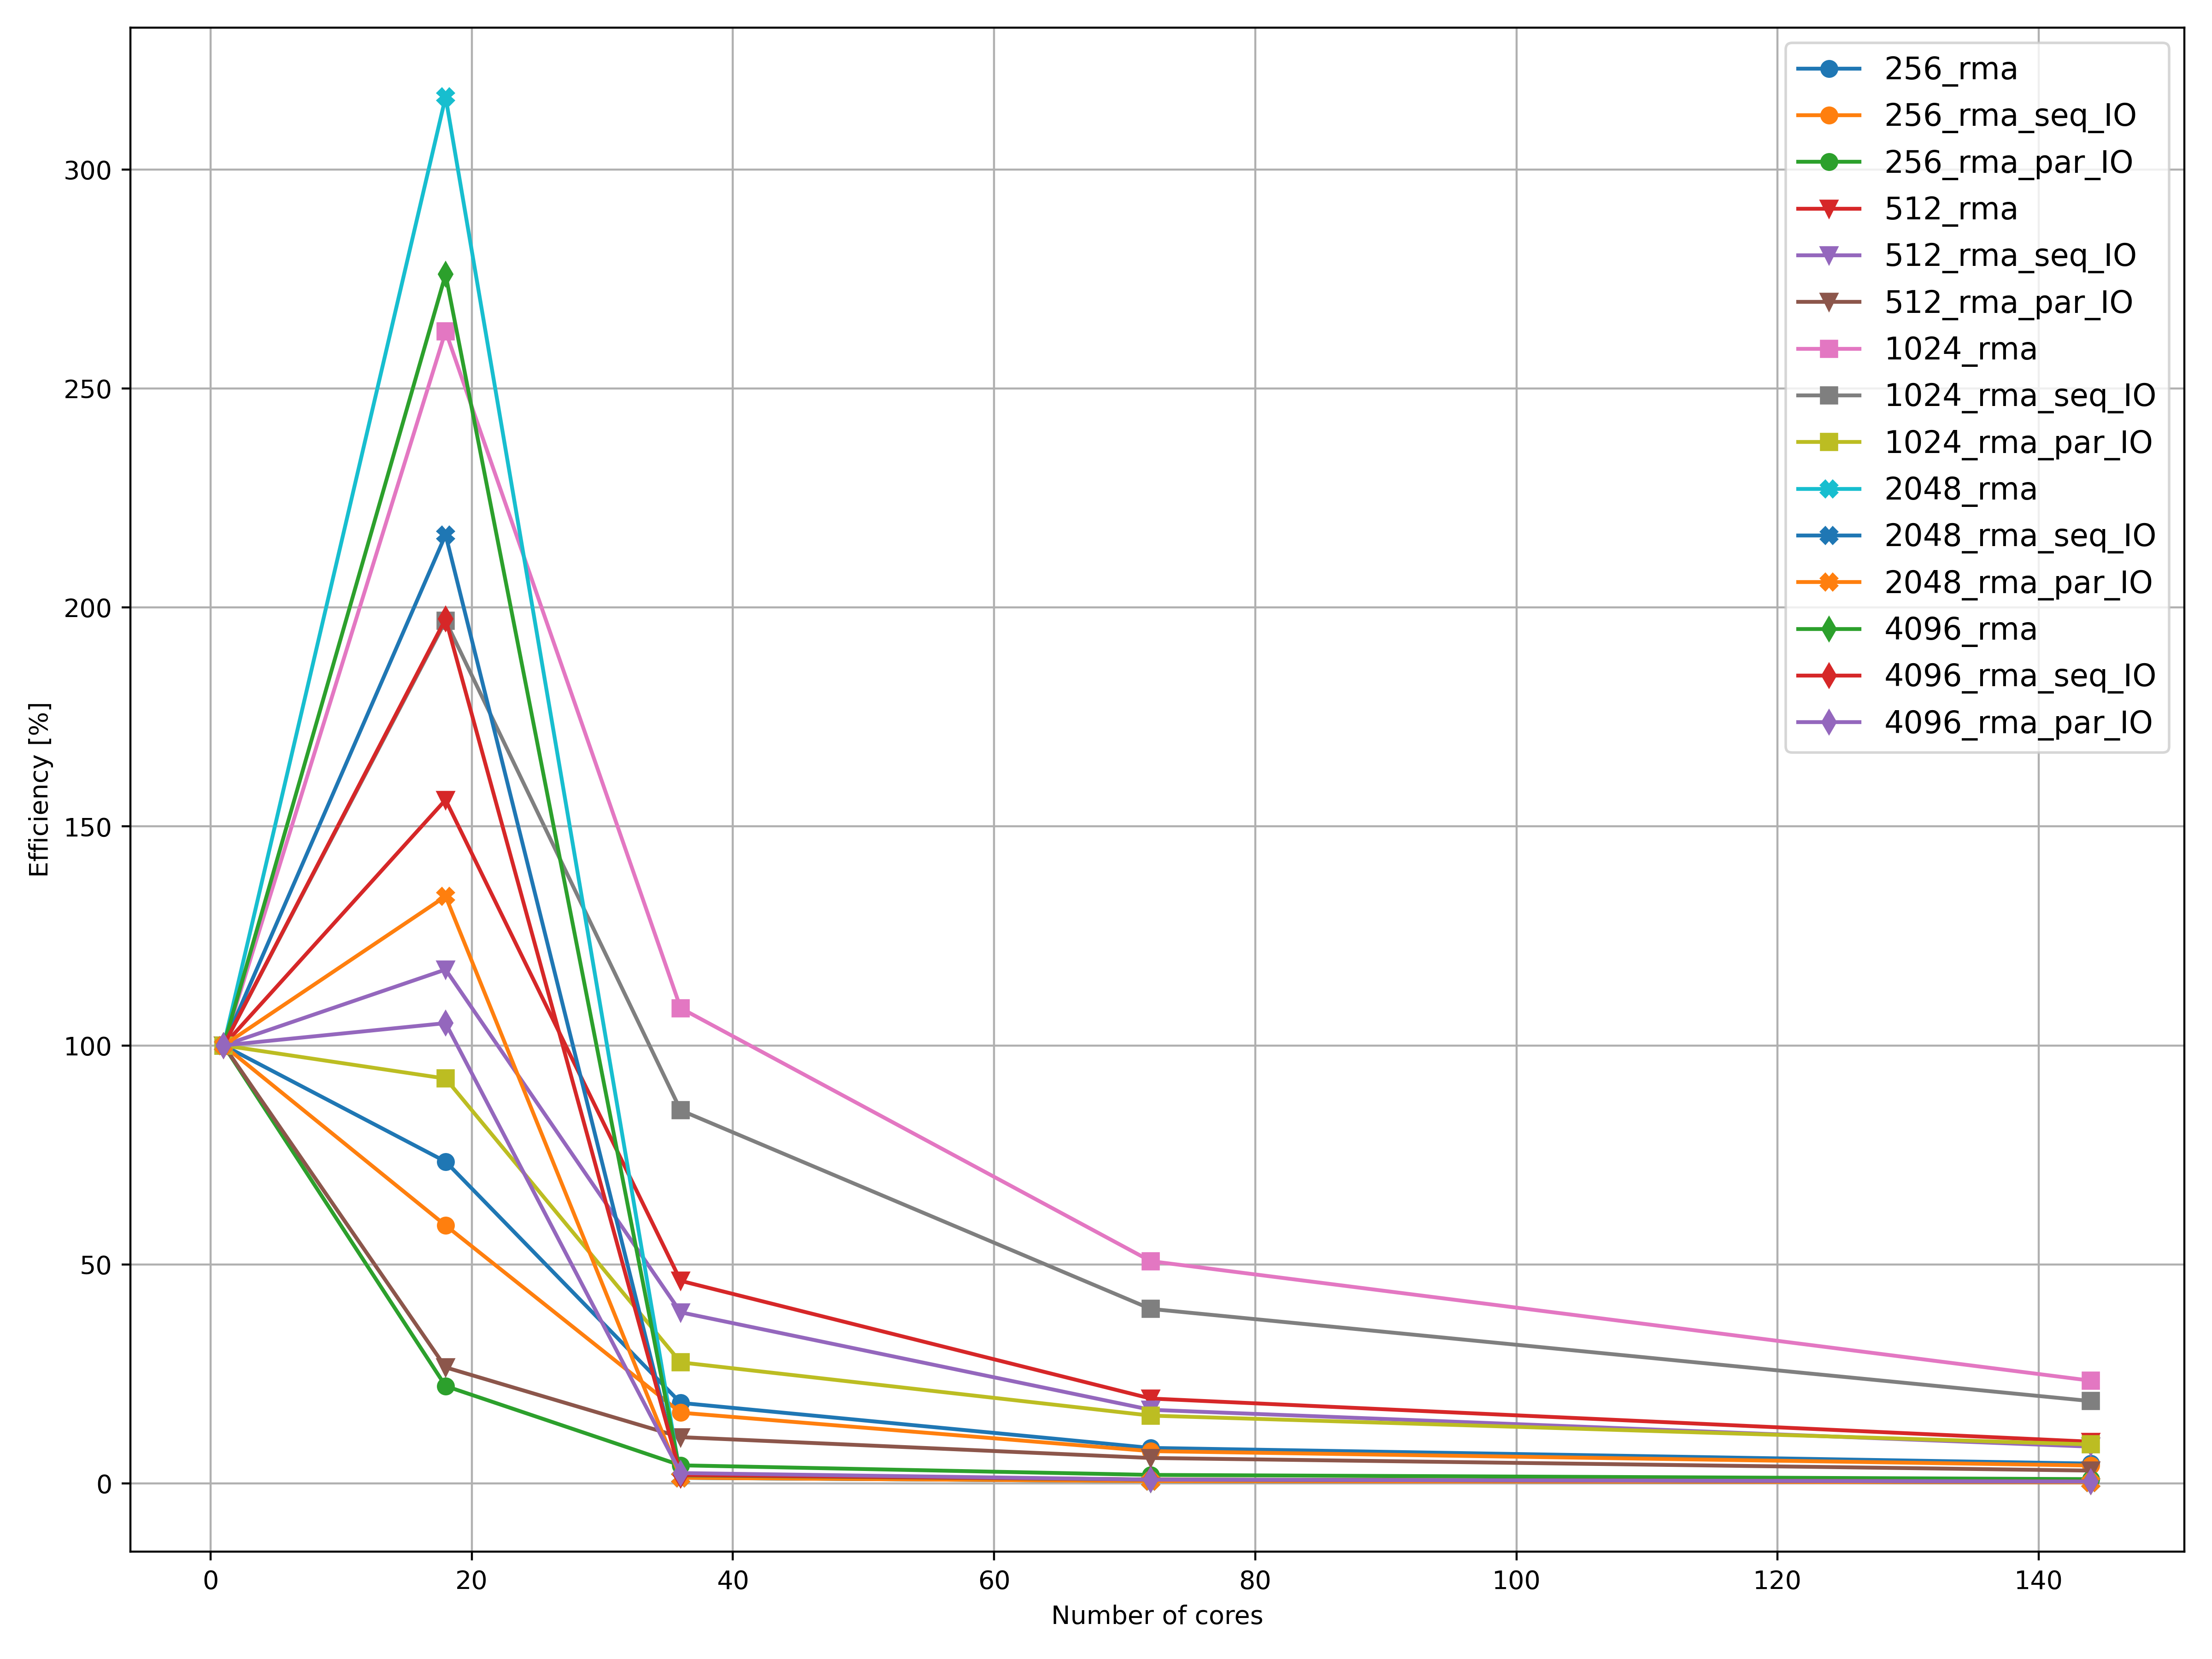 256_rma
256_rma_seq_IO
256_rma_par_IO
512_rma
512_rma_seq_IO
512_rma_par_IO
1024_rma
1024_rma_seq_IO
1024_rma_par_IO
2048_rma
2048_rma_seq_IO
2048_rma_par_IO
4096_rma
4096_rma_seq_IO
4096_rma_par_IO
300
250
200
150
100
50
0
Efficiency [%]
0 20 40 60 80 100 120 140
Number of cores